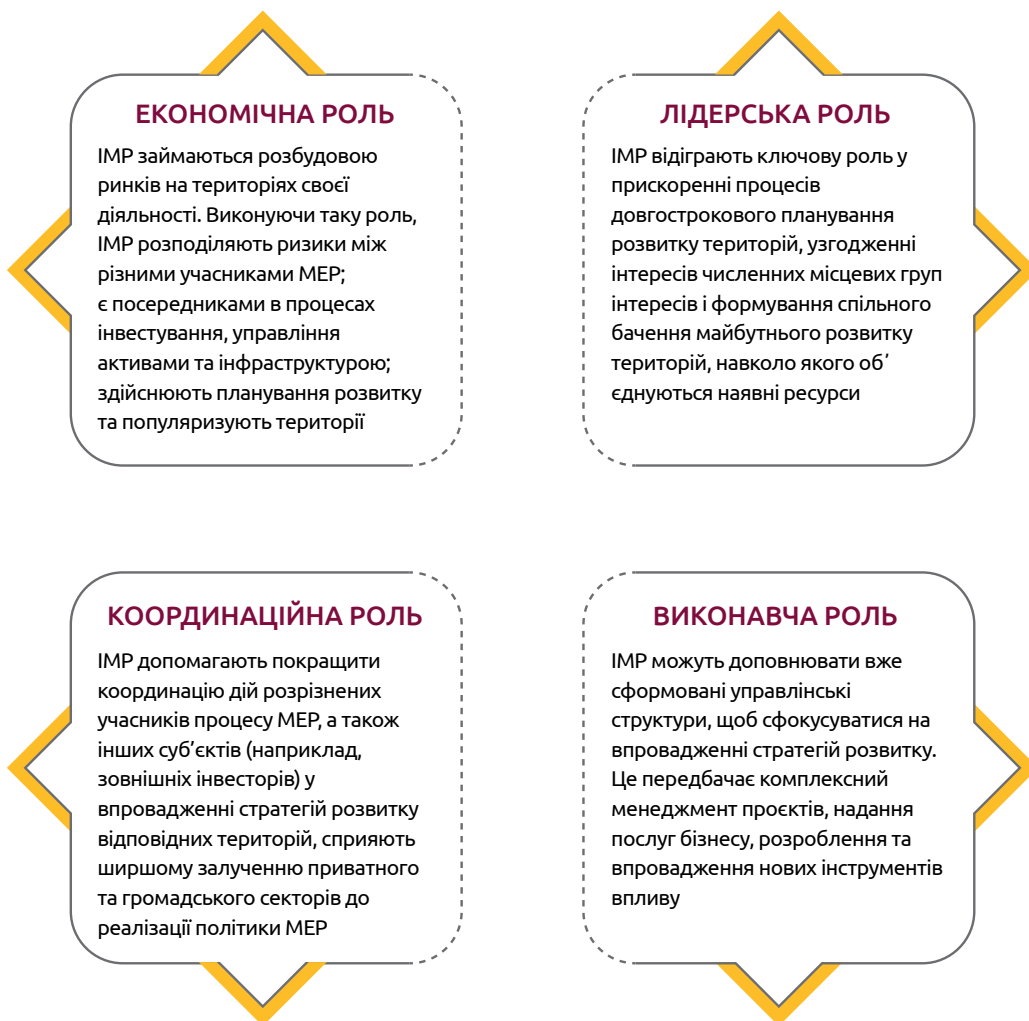 ЕКОНОМІЧНА РОЛЬ
ІМР займаються розбудовою
ринків на територіях своєї
діяльності. Виконуючи таку роль,
ІМР розподіляють ризики між
різними учасниками МЕР;
є посередниками в процесах
інвестування, управління
активами та інфраструктурою;
здійснюють планування розвитку
та популяризують території
ЛІДЕРСЬКА РОЛЬ
ІМР відіграють ключову роль у
прискоренні процесів
довгострокового планування
розвитку територій, узгодженні
інтересів численних місцевих груп
інтересів і формування спільного
бачення майбутнього розвитку
територій, навколо якого об’
єднуються наявні ресурси
КООРДИНАЦІЙНА РОЛЬ
ІМР допомагають покращити
координацію дій розрізнених
учасників процесу МЕР, а також
інших суб’єктів (наприклад,
зовнішніх інвесторів) у
впровадженні стратегій розвитку
відповідних територій, сприяють
ширшому залученню приватного
та громадського секторів до
реалізації політики МЕР
ВИКОНАВЧА РОЛЬ
ІМР можуть доповнювати вже
сформовані управлінські
структури, щоб сфокусуватися на
впровадженні стратегій розвитку.
Це передбачає комплексний
менеджмент проєктів, надання
послуг бізнесу, розроблення та
впровадження нових інструментів
впливу